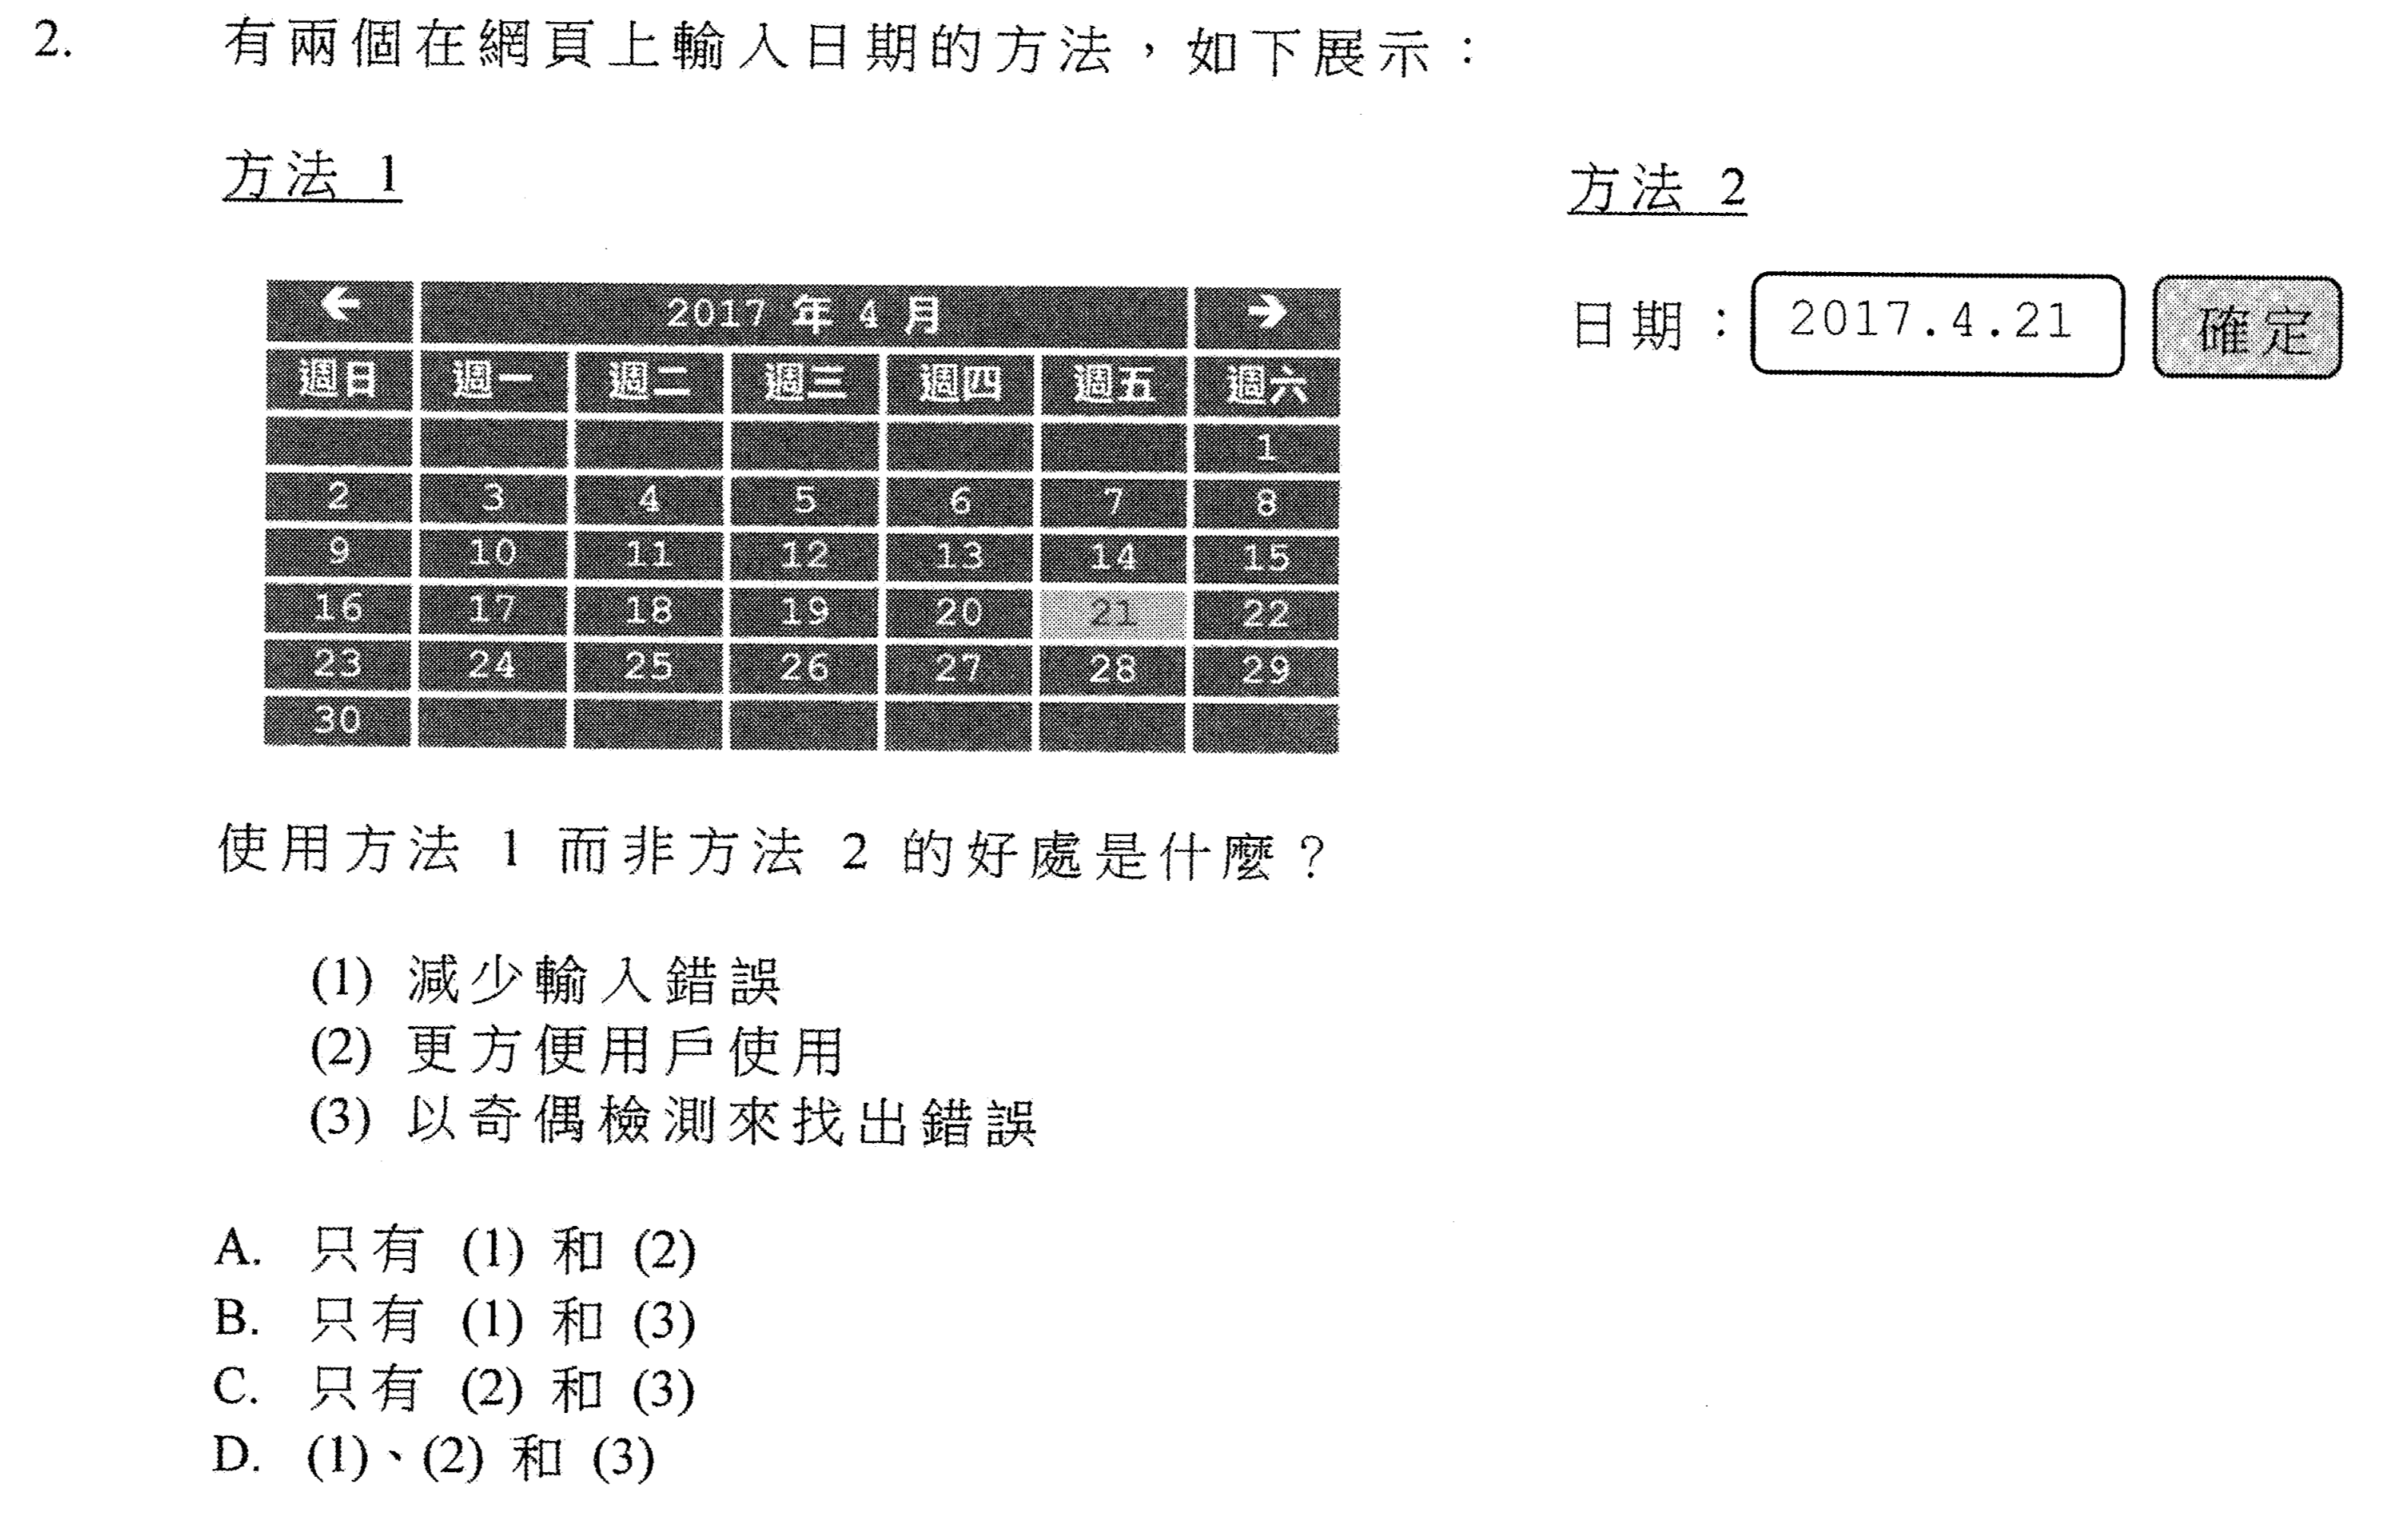 2. 有兩個在網頁上輸入日期的方法，如下展示：
方法 1
方法 2
← 2017 年 4 月 →
週日 週一 週二 週三 週四 週五 週六
1
2 3 4 5 6 7 8
9 10 11 12 13 14 15
16 17 18 19 20 21 22
23 24 25 26 27 28 29
30
日期： 2017.4.21 確定
使用方法 1 而非方法 2 的好處是什麼？
(1) 減少輸入錯誤
(2) 更方便用戶使用
(3) 以奇偶檢測來找出錯誤
A. 只有 (1) 和 (2)
B. 只有 (1) 和 (3)
C. 只有 (2) 和 (3)
D. (1)、(2) 和 (3)